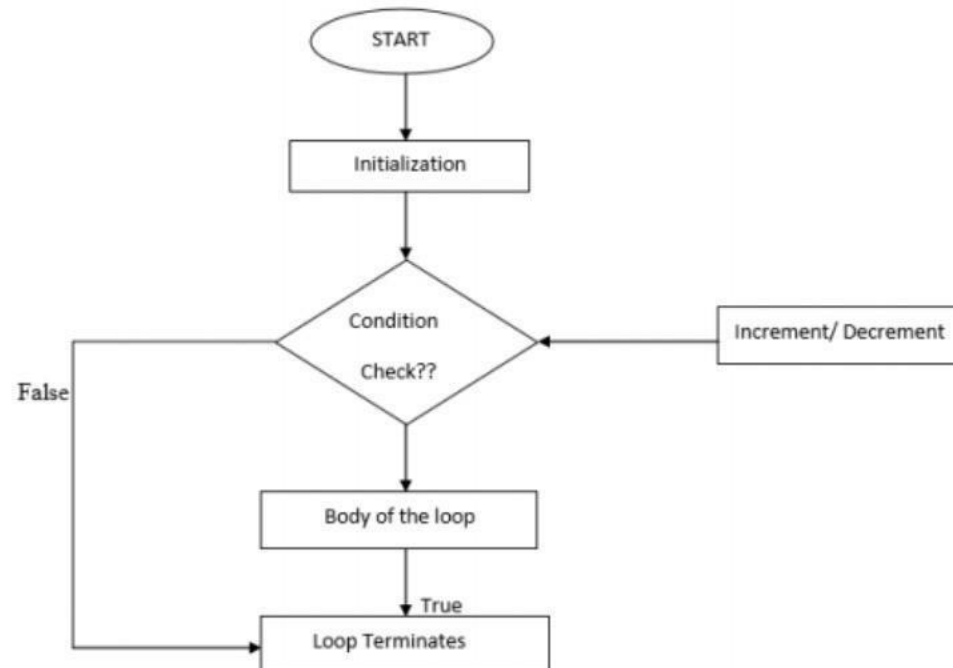 START
Initialization
Condition
Check??
Increment/ Decrement
False
Body of the loop
True
Loop Terminates